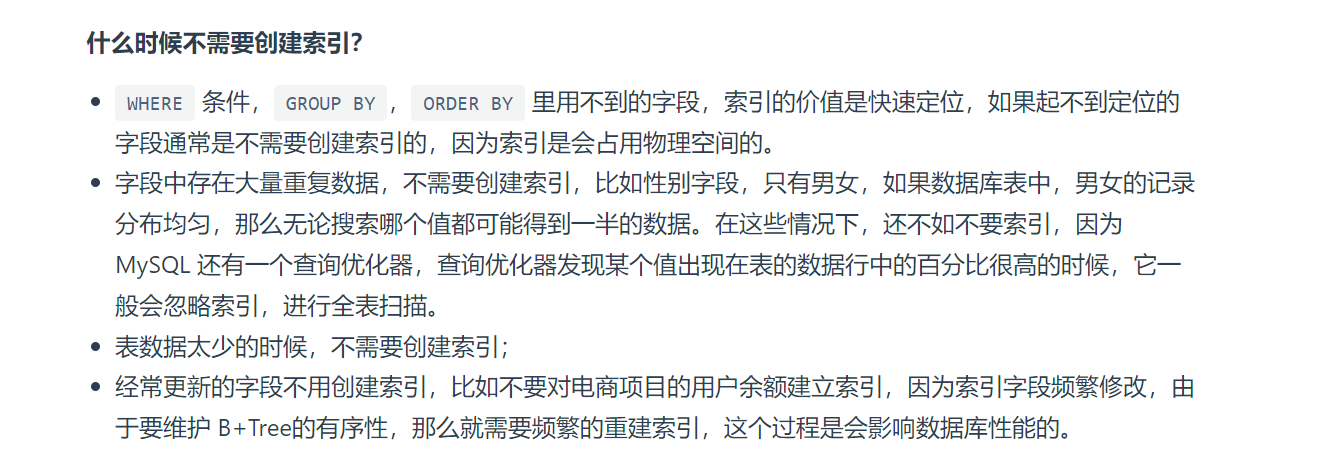 什么时候不需要创建索引？
WHERE 条件，GROUP BY，ORDER BY 里用不到的字段，索引的价值是快速定位，如果起不到定位的
字段通常是不需要创建索引的，因为索引是会占用物理空间的。
字段中存在大量重复数据，不需要创建索引，比如性别字段，只有男女，如果数据库表中，男女的记录
分布均匀，那么无论搜索哪个值都可能得到一半的数据。在这些情况下，还不如不要索引，因为
MySQL 还有一个查询优化器，查询优化器发现某个值出现在表的数据行中的百分比很高的时候，它一
般会忽略索引，进行全表扫描。
表数据太少的时候，不需要创建索引；
经常更新的字段不用创建索引，比如不要对电商项目的用户余额建立索引，因为索引字段频繁修改，由
于要维护 B+Tree的有序性，那么就需要频繁的重建索引，这个过程是会影响数据库性能的。